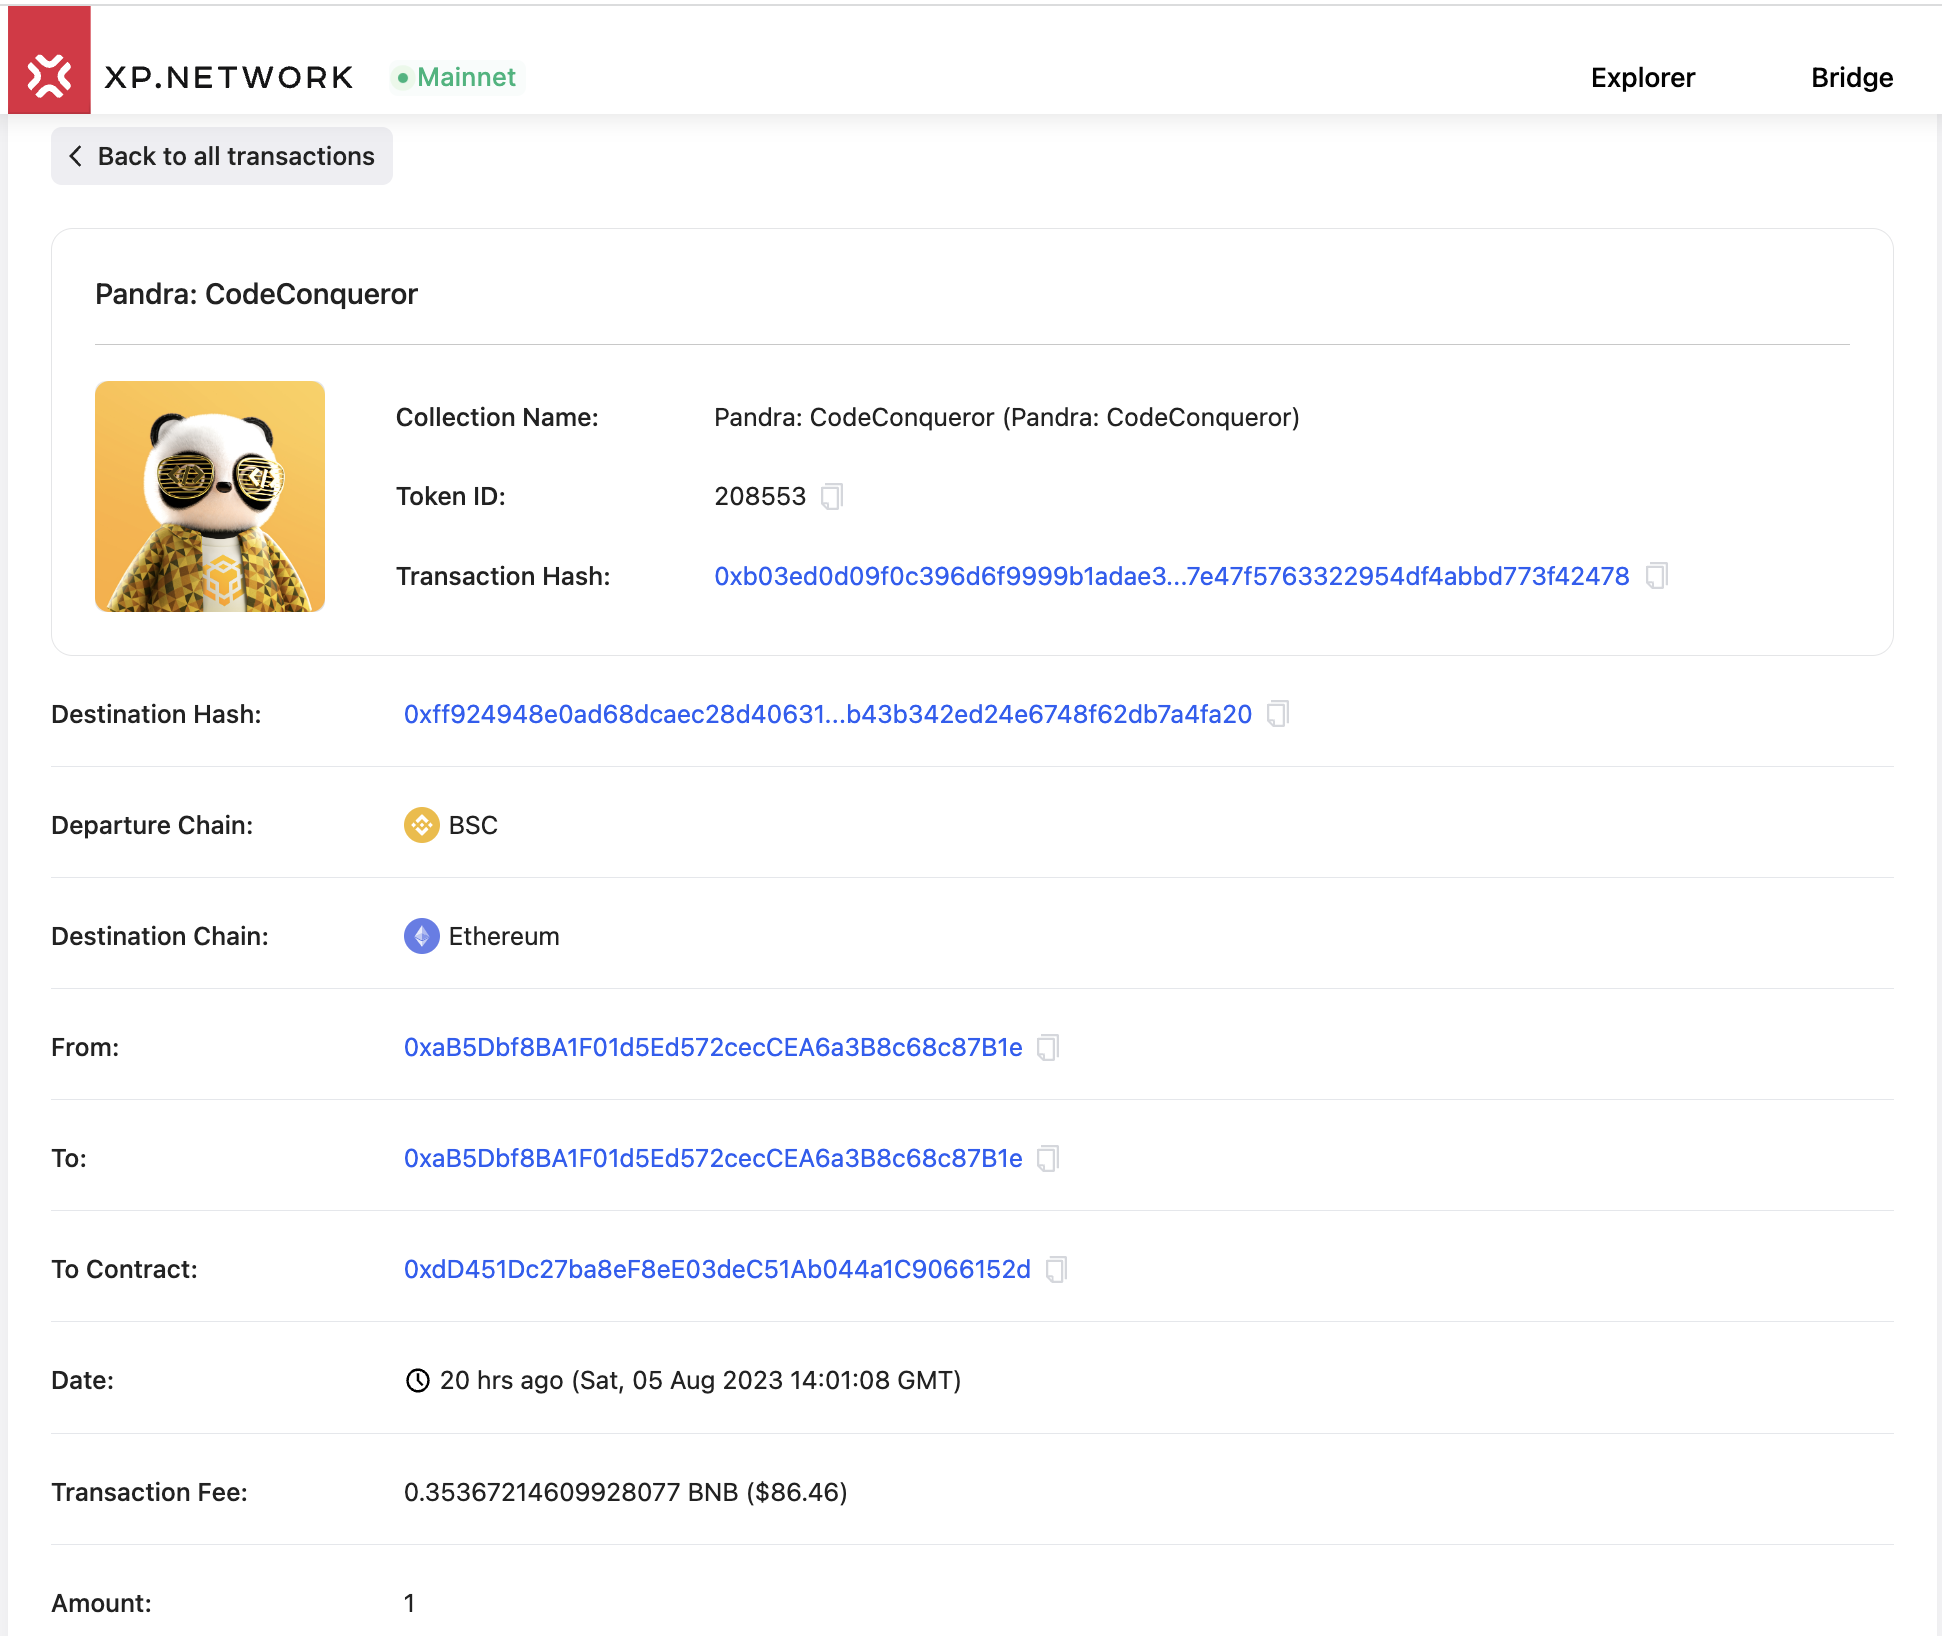 XP.NETWORK Mainnet Explorer Bridge
Back to all transactions
Pandra: CodeConqueror
Collection Name: Pandra: CodeConqueror (Pandra: CodeConqueror)
Token ID: 208553
Transaction Hash: 0xb03ed0d09f0c396d6f9999b1adae3...7e47f5763322954df4abbd773f42478
Destination Hash: 0xff924948e0ad68dcaec28d40631...b43b342ed24e6748f62db7a4fa20
Departure Chain: BSC
Destination Chain: Ethereum
From: 0xaB5Dbf8BA1F01d5Ed572cecCEA6a3B8c68c87B1e
To: 0xaB5Dbf8BA1F01d5Ed572cecCEA6a3B8c68c87B1e
To Contract: 0xdD451Dc27ba8eF8eE03deC51Ab044a1C9066152d
Date: 20 hrs ago (Sat, 05 Aug 2023 14:01:08 GMT)
Transaction Fee: 0.35367214609928077 BNB ($86.46)
Amount: 1